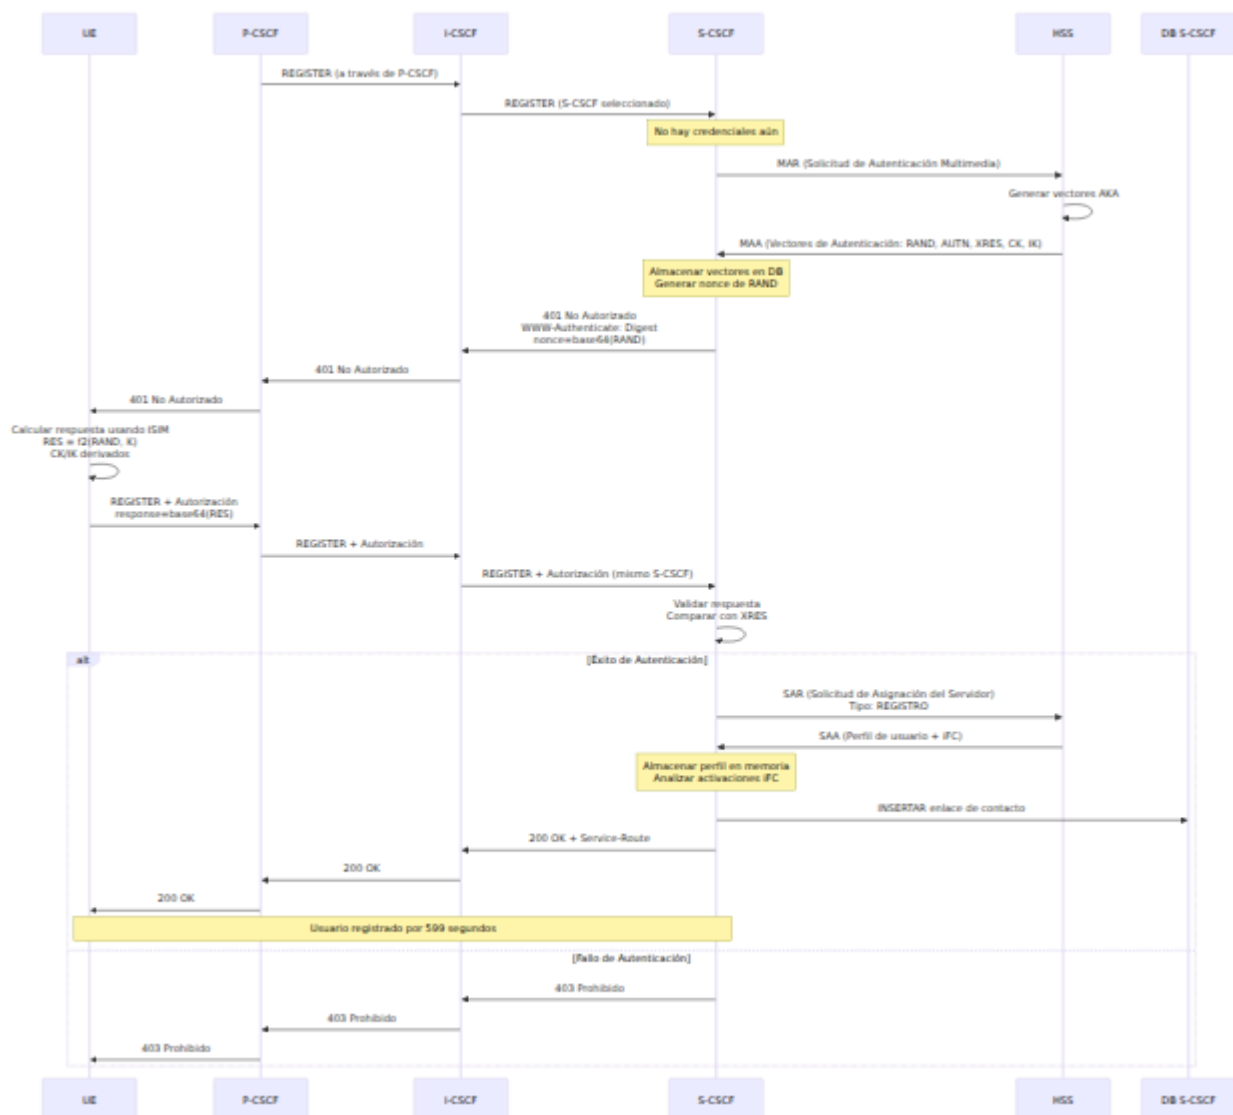 UE
P-CSCF
I-CSCF
S-CSCF
HSS
DB S-CSCF
REGISTER (a través de P-CSCF)
REGISTER (S-CSCF seleccionado)
No hay credenciales aún
MAR (Solicitud de Autenticación Multimedia)
Generar vectores AKA
MAA (Vectores de Autenticación: RAND, AUTN, XRES, CK, IK)
Almacenar vectores en DB
Generar nonce de RAND
401 No Autorizado
WWW-Authenticate: Digest
nonce=base64(RAND)
401 No Autorizado
401 No Autorizado
Calcular respuesta usando ISIM
RES = f2(RAND, K)
CK/IK derivados
REGISTER + Autorización
response=base64(RES)
REGISTER + Autorización
REGISTER + Autorización (mismo S-CSCF)
Validar respuesta
Comparar con XRES
alt
[Éxito de Autenticación]
SAR (Solicitud de Asignación del Servidor)
Tipo: REGISTRO
SAA (Perfil de usuario + iFC)
Almacenar perfil en memoria
Analizar activaciones iFC
INSERTAR enlace de contacto
200 OK + Service-Route
200 OK
200 OK
Usuario registrado por 599 segundos
[Fallo de Autenticación]
403 Prohibido
403 Prohibido
403 Prohibido
UE
P-CSCF
I-CSCF
S-CSCF
HSS
DB S-CSCF